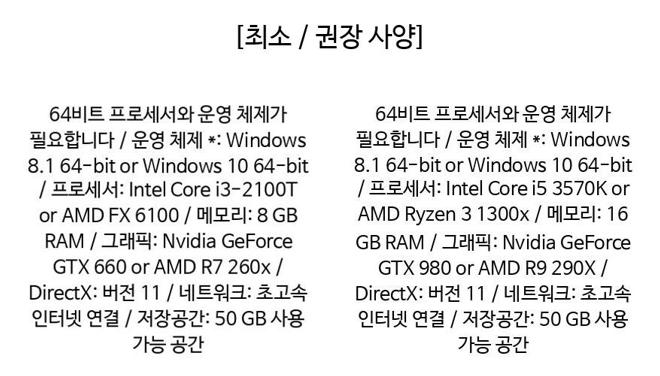 [최소 / 권장 사양]
64비트 프로세서와 운영 체제가
필요합니다 / 운영 체제 *: Windows
8.1 64-bit or Windows 10 64-bit
/ 프로세서: Intel Core i3-2100T
or AMD FX 6100 / 메모리: 8 GB
RAM / 그래픽: Nvidia GeForce
GTX 660 or AMD R7 260x /
DirectX: 버전 11 / 네트워크: 초고속
인터넷 연결 / 저장공간: 50 GB 사용
가능 공간
64비트 프로세서와 운영 체제가
필요합니다 / 운영 체제 *: Windows
8.1 64-bit or Windows 10 64-bit
/ 프로세서: Intel Core i5 3570K or
AMD Ryzen 3 1300x / 메모리: 16
GB RAM / 그래픽: Nvidia GeForce
GTX 980 or AMD R9 290X /
DirectX: 버전 11 / 네트워크: 초고속
인터넷 연결 / 저장공간: 50 GB 사용
가능 공간